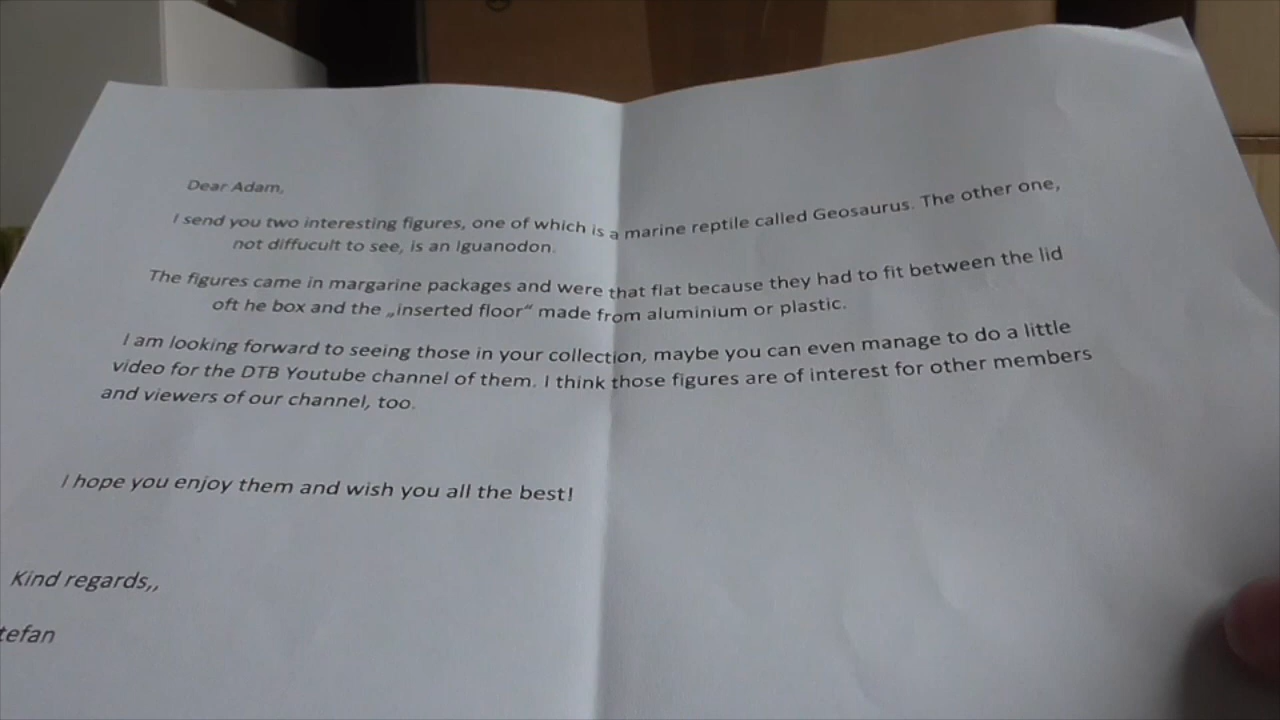 Dear Adam,
I send you two interesting figures, one of which is a marine reptile called Geosaurus. The other one,
not diffucult to see, is an Iguanodon.
The figures came in margarine packages and were that flat because they had to fit between the lid
oft he box and the „inserted floor“ made from aluminium or plastic.
I am looking forward to seeing those in your collection, maybe you can even manage to do a little
video for the DTB Youtube channel of them. I think those figures are of interest for other members
and viewers of our channel, too.
I hope you enjoy them and wish you all the best!
Kind regards,,
tefan